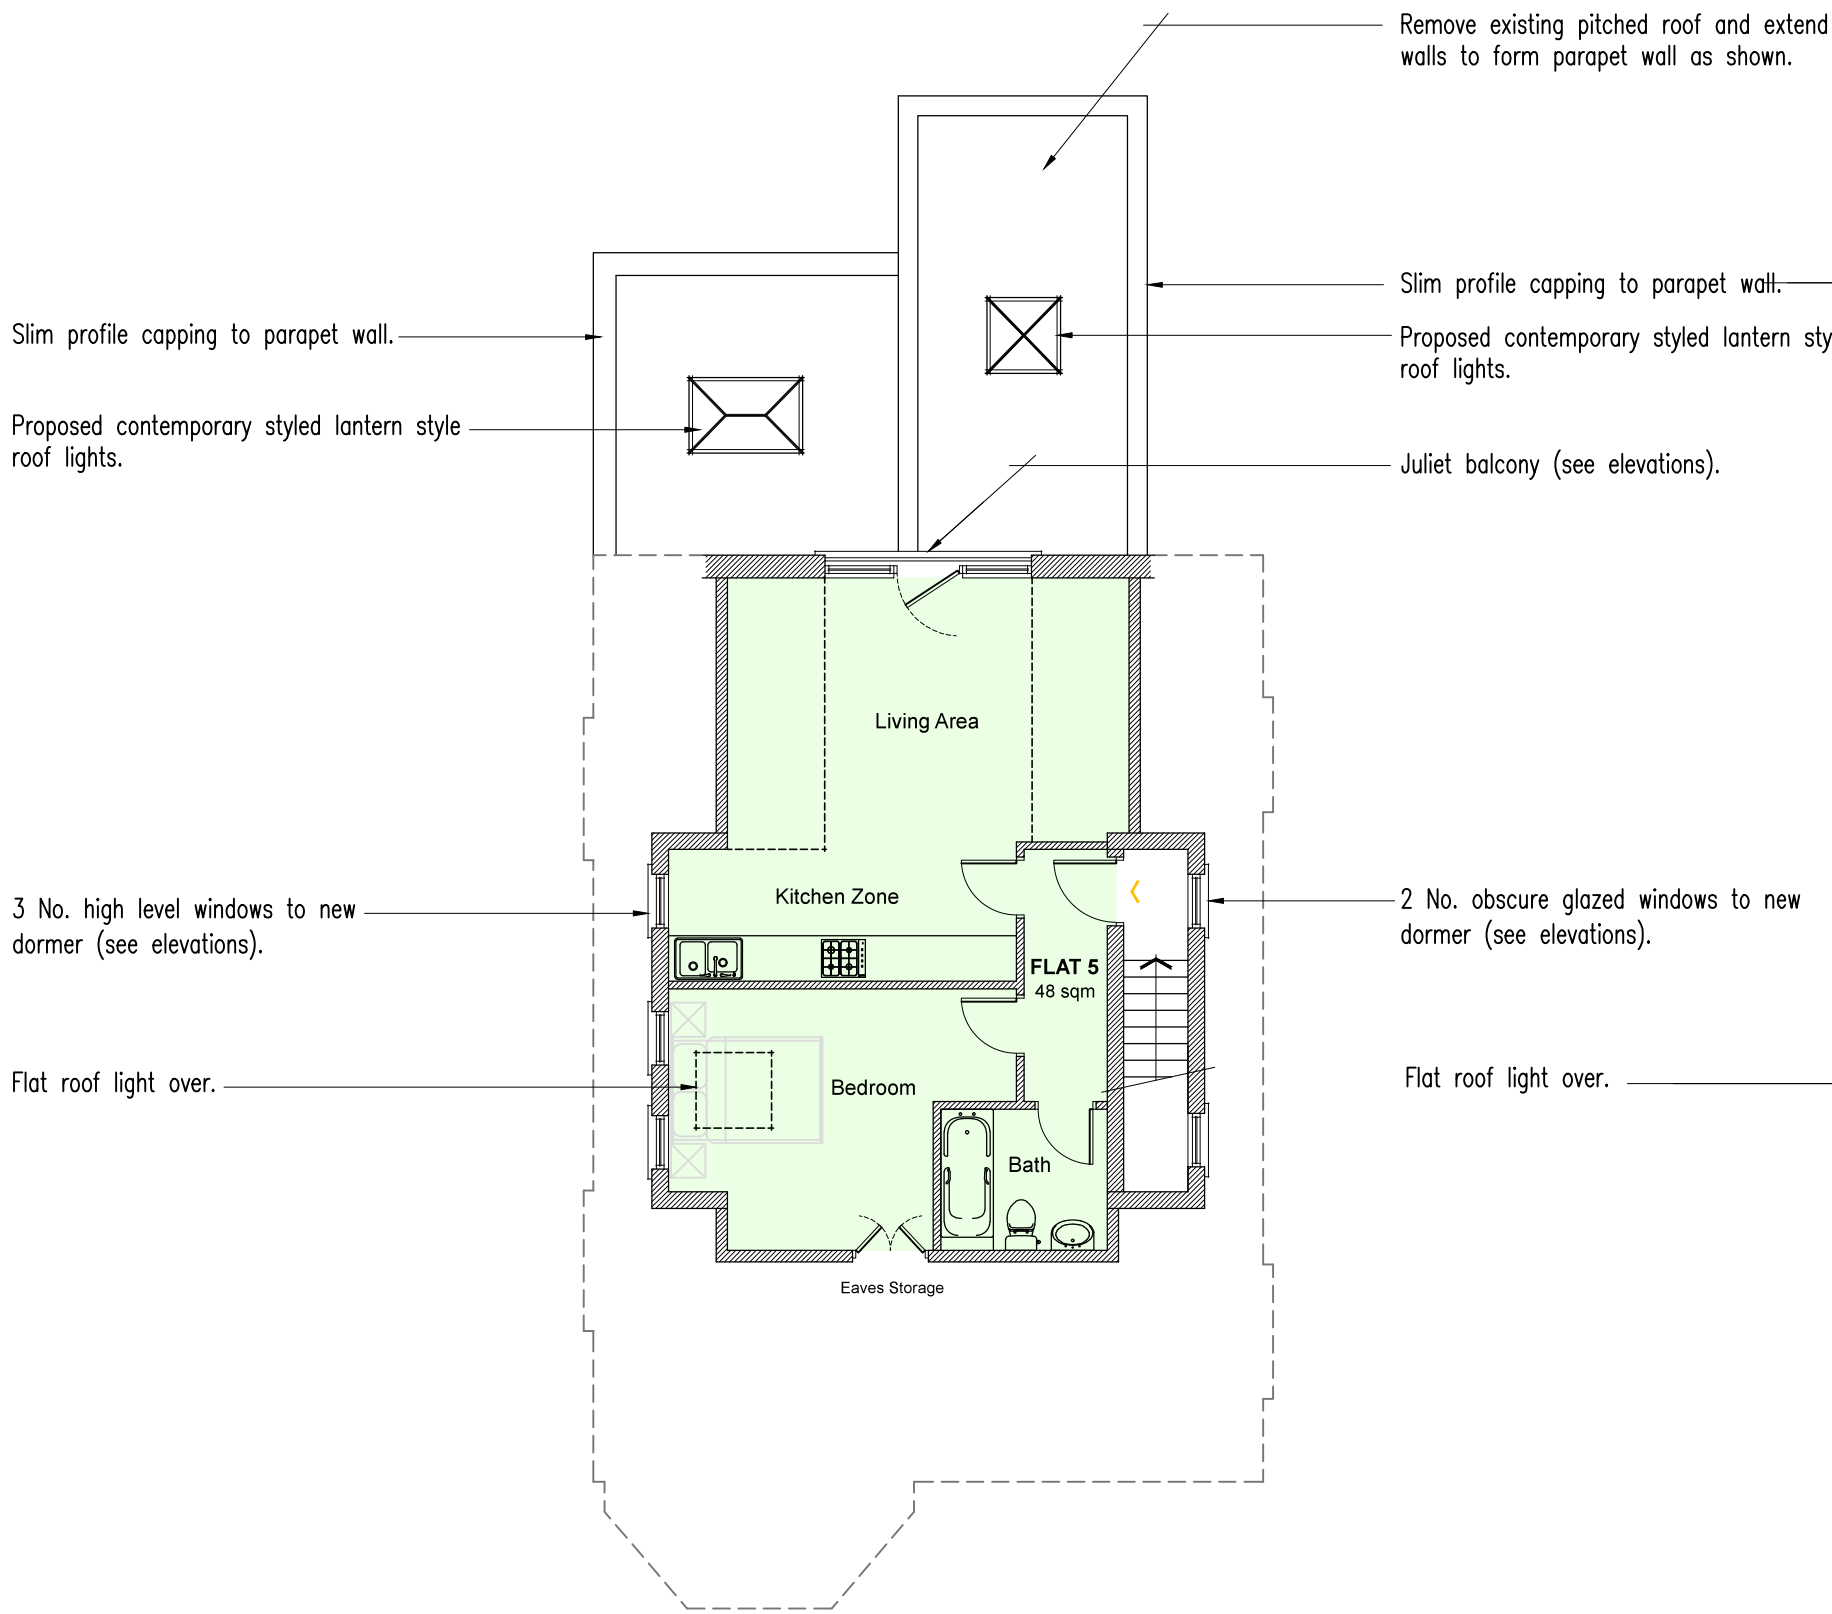 Remove existing pitched roof and extend
walls to form parapet wall as shown.
Slim profile capping to parapet wall.
Proposed contemporary styled lantern sty
roof lights.
Slim profile capping to parapet wall.
Proposed contemporary styled lantern style
roof lights.
Juliet balcony (see elevations).
Living Area
Kitchen Zone
3 No. high level windows to new
dormer (see elevations).
2 No. obscure glazed windows to new
dormer (see elevations).
FLAT 5
48 sqm
Flat roof light over.
Bedroom
Flat roof light over.
Bath
Eaves Storage